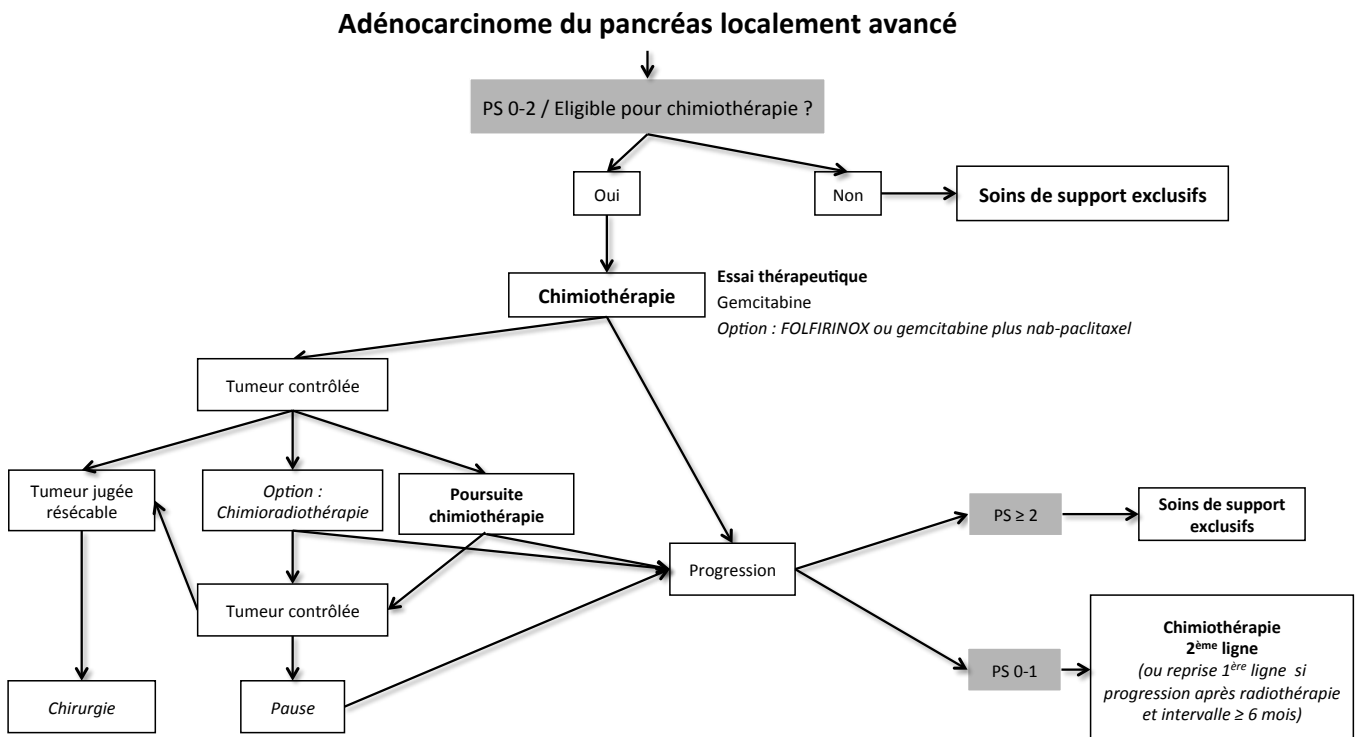 Adénocarcinome du pancréas localement avancé
PS 0-2 / Eligible pour chimiothérapie ?
Oui
Non
Soins de support exclusifs
Chimiothérapie
Essai thérapeutique
Gemcitabine
Option : FOLFIRINOX ou gemcitabine plus nab-paclitaxel
Tumeur contrôlée
Tumeur jugée
résécable
Option :
Chimioradiothérapie
Poursuite
chimiothérapie
Progression
PS ≥ 2
Soins de support
exclusifs
Tumeur contrôlée
Chirurgie
Pause
PS 0-1
Chimiothérapie
2ème ligne
(ou reprise 1ère ligne si
progression après radiothérapie
et intervalle ≥ 6 mois)